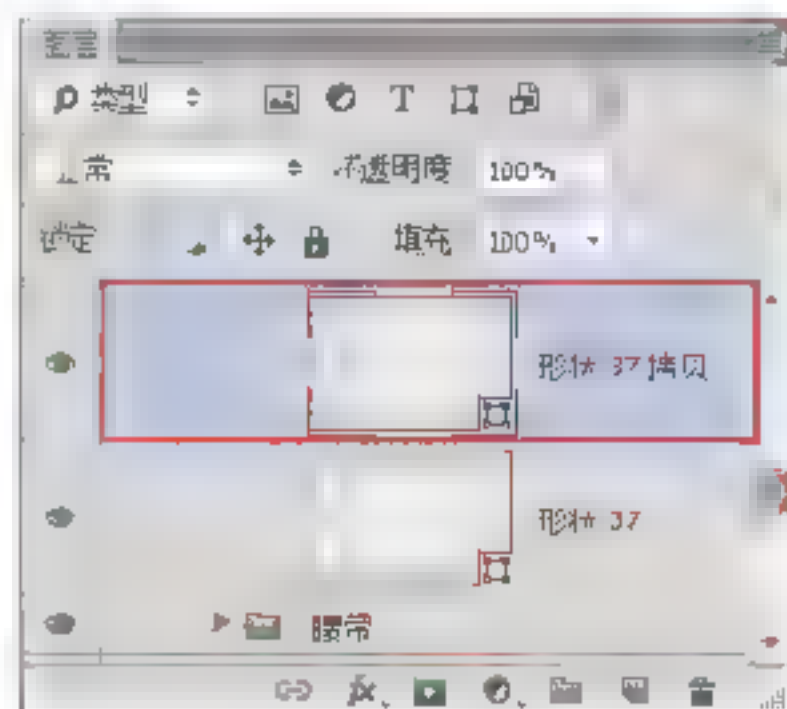 图层
类型
正常 不透明度 100%
锁定 填充 100%
形状 37 拷贝
形状 37
腰带
fx